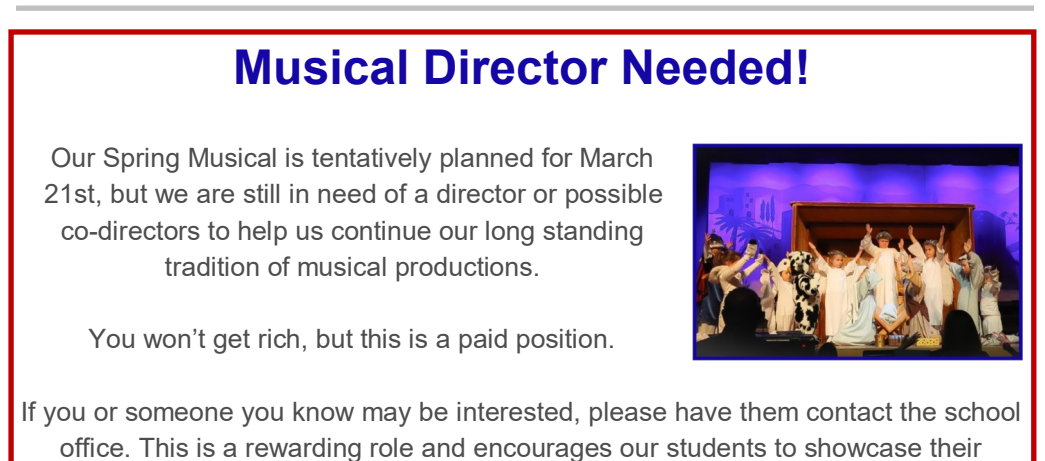 Musical Director Needed!
Our Spring Musical is tentatively planned for March
21st, but we are still in need of a director or possible
co-directors to help us continue our long standing
tradition of musical productions.
You won’t get rich, but this is a paid position.
If you or someone you know may be interested, please have them contact the school
office. This is a rewarding role and encourages our students to showcase their